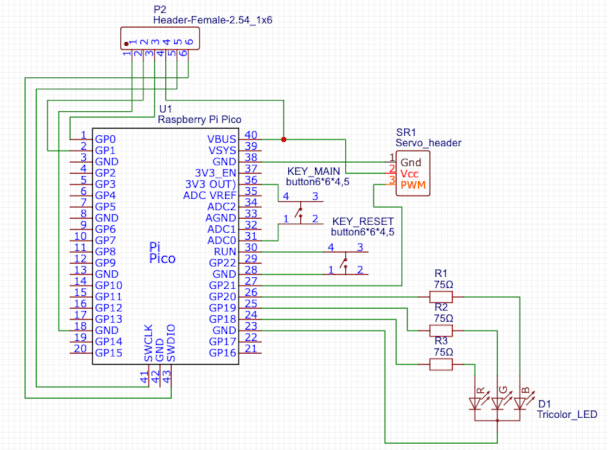 P2
Header-Female-2.54_1x6
1 2 3 4 5 6
1 2 3 4 5 6
U1
Raspberry Pi Pico
1 GP0 VBUS 40
2 GP1 VSYS 39
3 GND GND 38
4 GP2 3V3_EN 37
5 GP3 3V3 OUT) 36
6 GP4 ADC VREF 35
7 GP5 ADC2 34
8 GND AGND 33
9 GP6 ADC1 32
10 GP7 ADC0 31
11 GP8 RUN 30
12 GP9 GP22 29
13 GND GND 28
14 GP10 GP21 27
15 GP11 GP20 26
16 GP12 GP19 25
17 GP13 GP18 24
18 GND GND 23
19 GP14 GP17 22
20 GP15 GP16 21
Pi
Pico
SWCLK
GND
SWDIO
41 42 43
SR1
Servo_header
1 Gnd
2 Vcc
3 PWM
KEY_MAIN
button6*6*4,5
4 3
1 2
KEY_RESET
button6*6*4,5
4 3
1 2
R1
75Ω
R2
75Ω
R3
75Ω
R G B
D1
Tricolor_LED